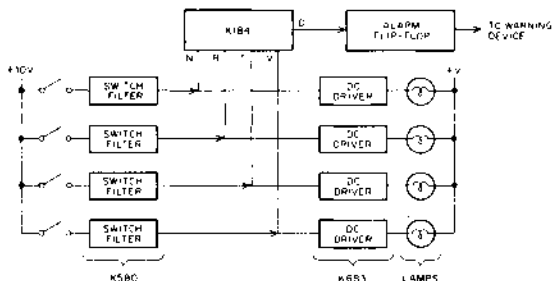 K184
D
ALARM
FLIP-FLOP
TO WARNING
DEVICE
N R T V
+10V
+V
SWITCH
FILTER
DC
DRIVER
SWITCH
FILTER
DC
DRIVER
SWITCH
FILTER
DC
DRIVER
SWITCH
FILTER
DC
DRIVER
K580
K683
LAMPS